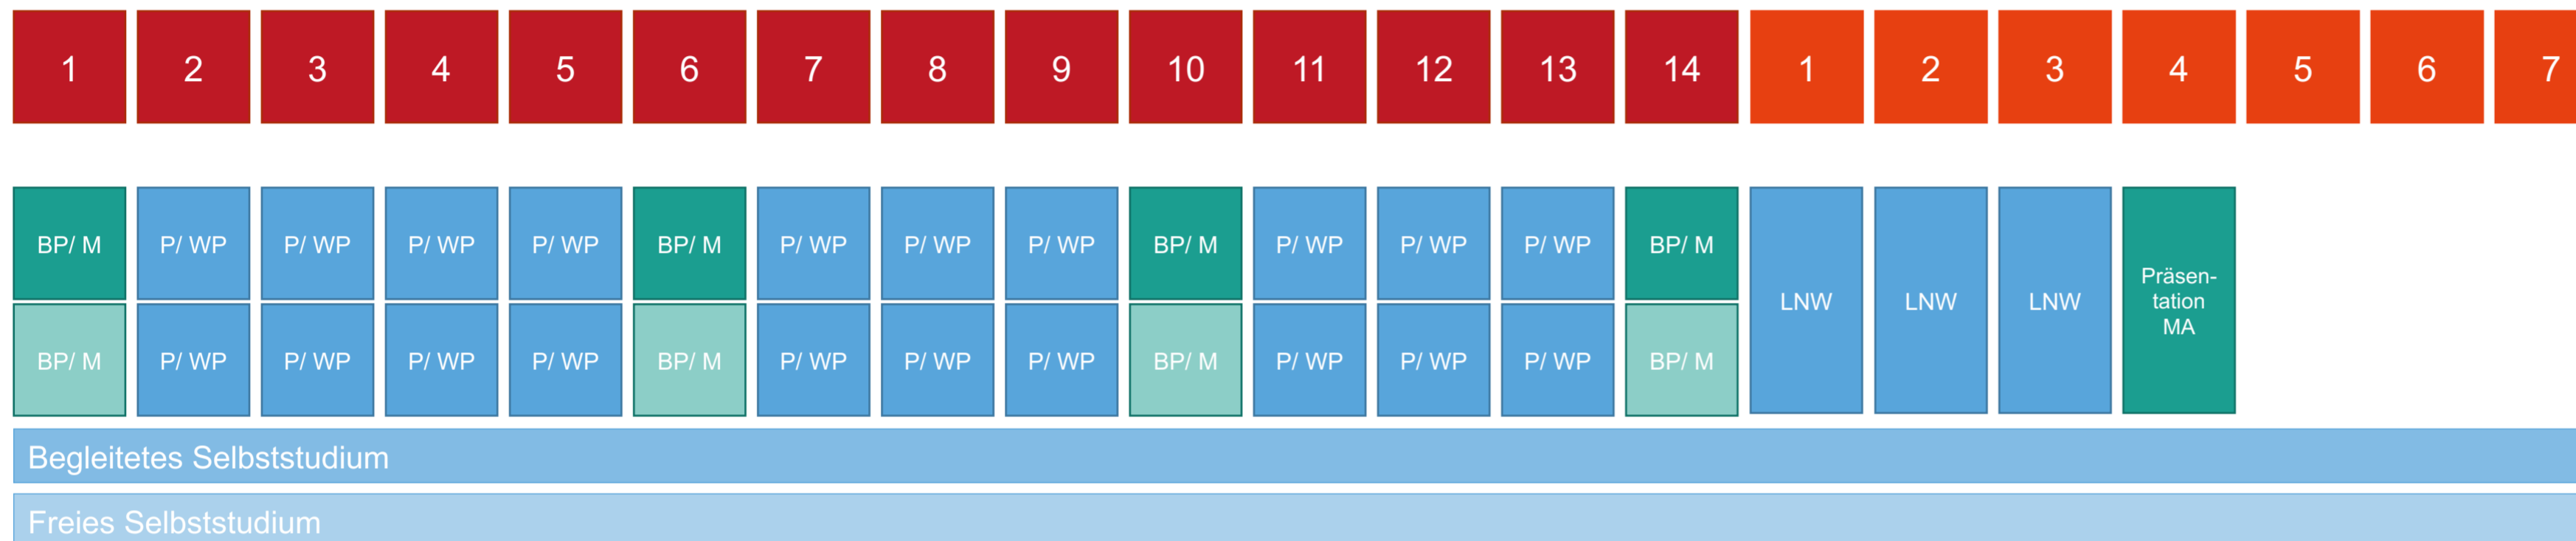 1 2 3 4 5 6 7 8 9 10 11 12 13 14 1 2 3 4 5 6 7
BP/ M P/ WP P/ WP P/ WP P/ WP BP/ M P/ WP P/ WP P/ WP BP/ M P/ WP P/ WP P/ WP BP/ M
BP/ M P/ WP P/ WP P/ WP P/ WP BP/ M P/ WP P/ WP P/ WP BP/ M P/ WP P/ WP P/ WP BP/ M
LNW LNW LNW
Präsen-
tation
MA
Begleitetes Selbststudium
Freies Selbststudium